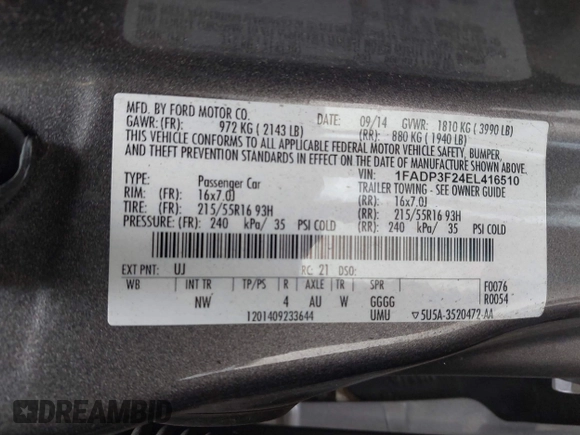 MFD. BY FORD MOTOR CO. DATE: 09/14 GVWR: 1810 KG ( 3990 LB)
GAWR: (FR): 972 KG ( 2143 LB) (RR): 880 KG ( 1940 LB)
THIS VEHICLE CONFORMS TO ALL APPLICABLE FEDERAL MOTOR VEHICLE SAFETY, BUMPER,
AND THEFT PREVENTION STANDARDS IN EFFECT ON THE DATE OF MANUFACTURE SHOWN ABOVE.
VIN: 1FADP3F24EL416510
TYPE: Passenger Car TRAILER TOWING - SEE OWNER GUIDE
RIM: (FR): 16x7.0J (RR): 16x7.0J
TIRES: (FR): 215/55R16 93H (RR): 215/55R16 93H
PRESSURE: (FR): 240 kPa/ 35 PSI COLD (RR): 240 kPa/ 35 PSI COLD
EXT PNT: UJ RC: 21 DSO:
WB INT TR TP/PS R AXLE TR SPR F0076
NW 4 AU W GGGG R0054
1201409233644 UMU ▽5U5A-3520472-AA
DREAMBID